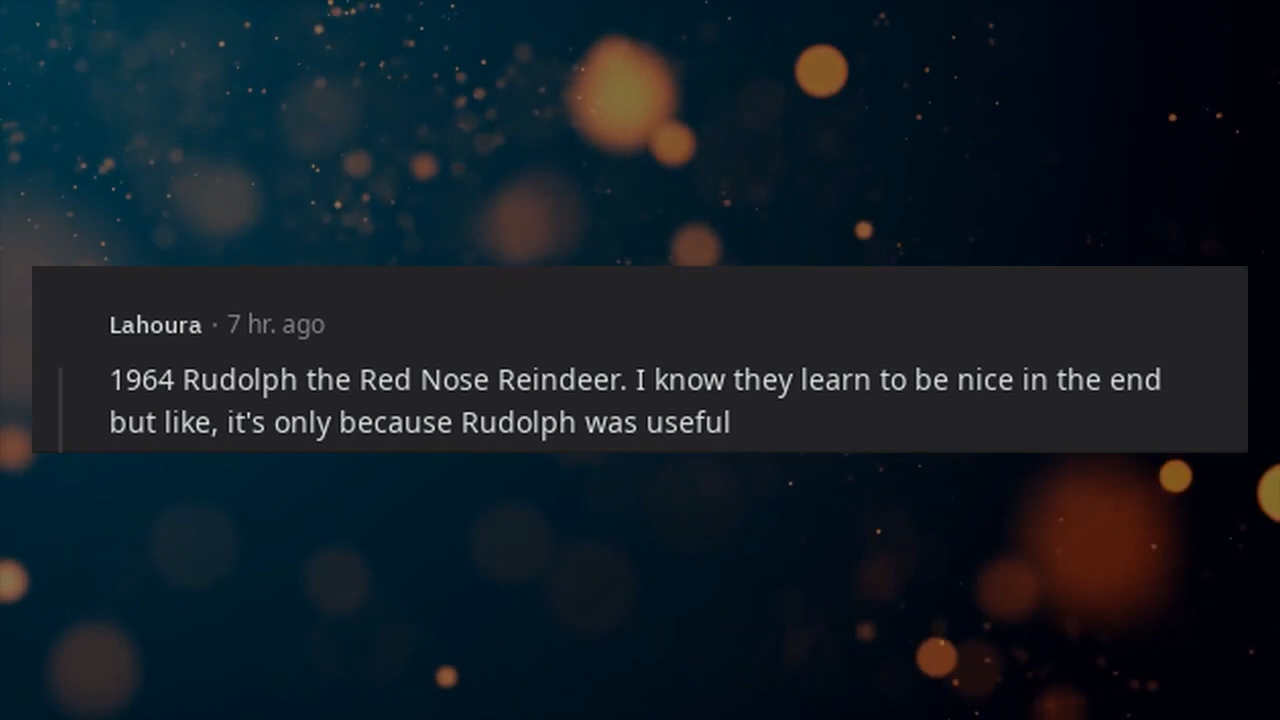 Lahoura · 7 hr. ago
1964 Rudolph the Red Nose Reindeer. I know they learn to be nice in the end
but like, it's only because Rudolph was useful